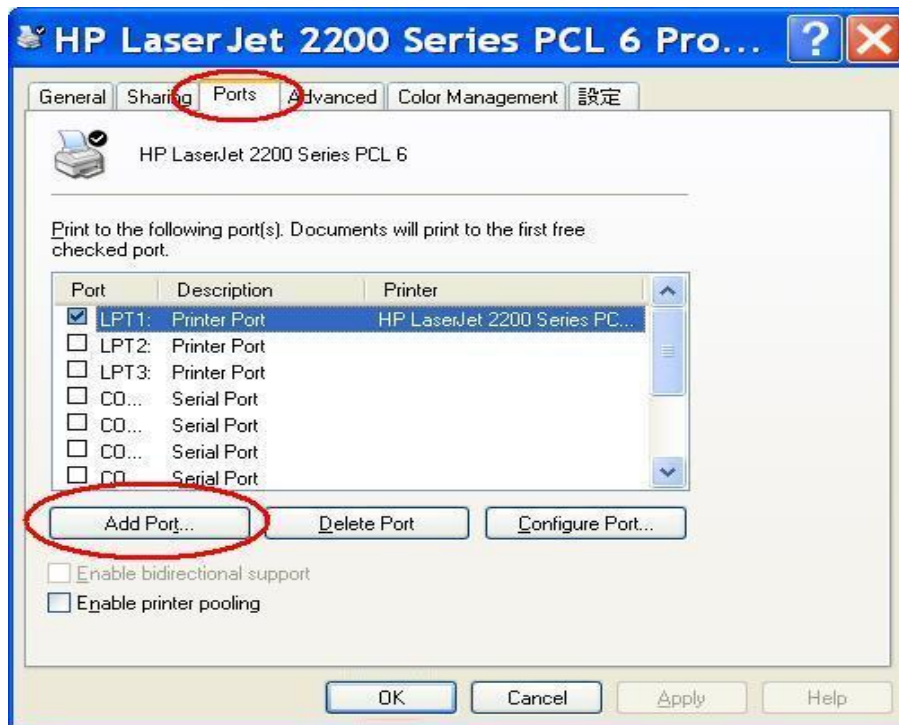 HP LaserJet 2200 Series PCL 6 Pro...
General Sharing Ports Advanced Color Management 設定
HP LaserJet 2200 Series PCL 6
Print to the following port(s). Documents will print to the first free
checked port.
Port Description Printer
LPT1: Printer Port HP LaserJet 2200 Series PC...
LPT2: Printer Port
LPT3: Printer Port
CO... Serial Port
CO... Serial Port
CO... Serial Port
CO... Serial Port
Add Port... Delete Port Configure Port...
Enable bidirectional support
Enable printer pooling
OK Cancel Apply Help